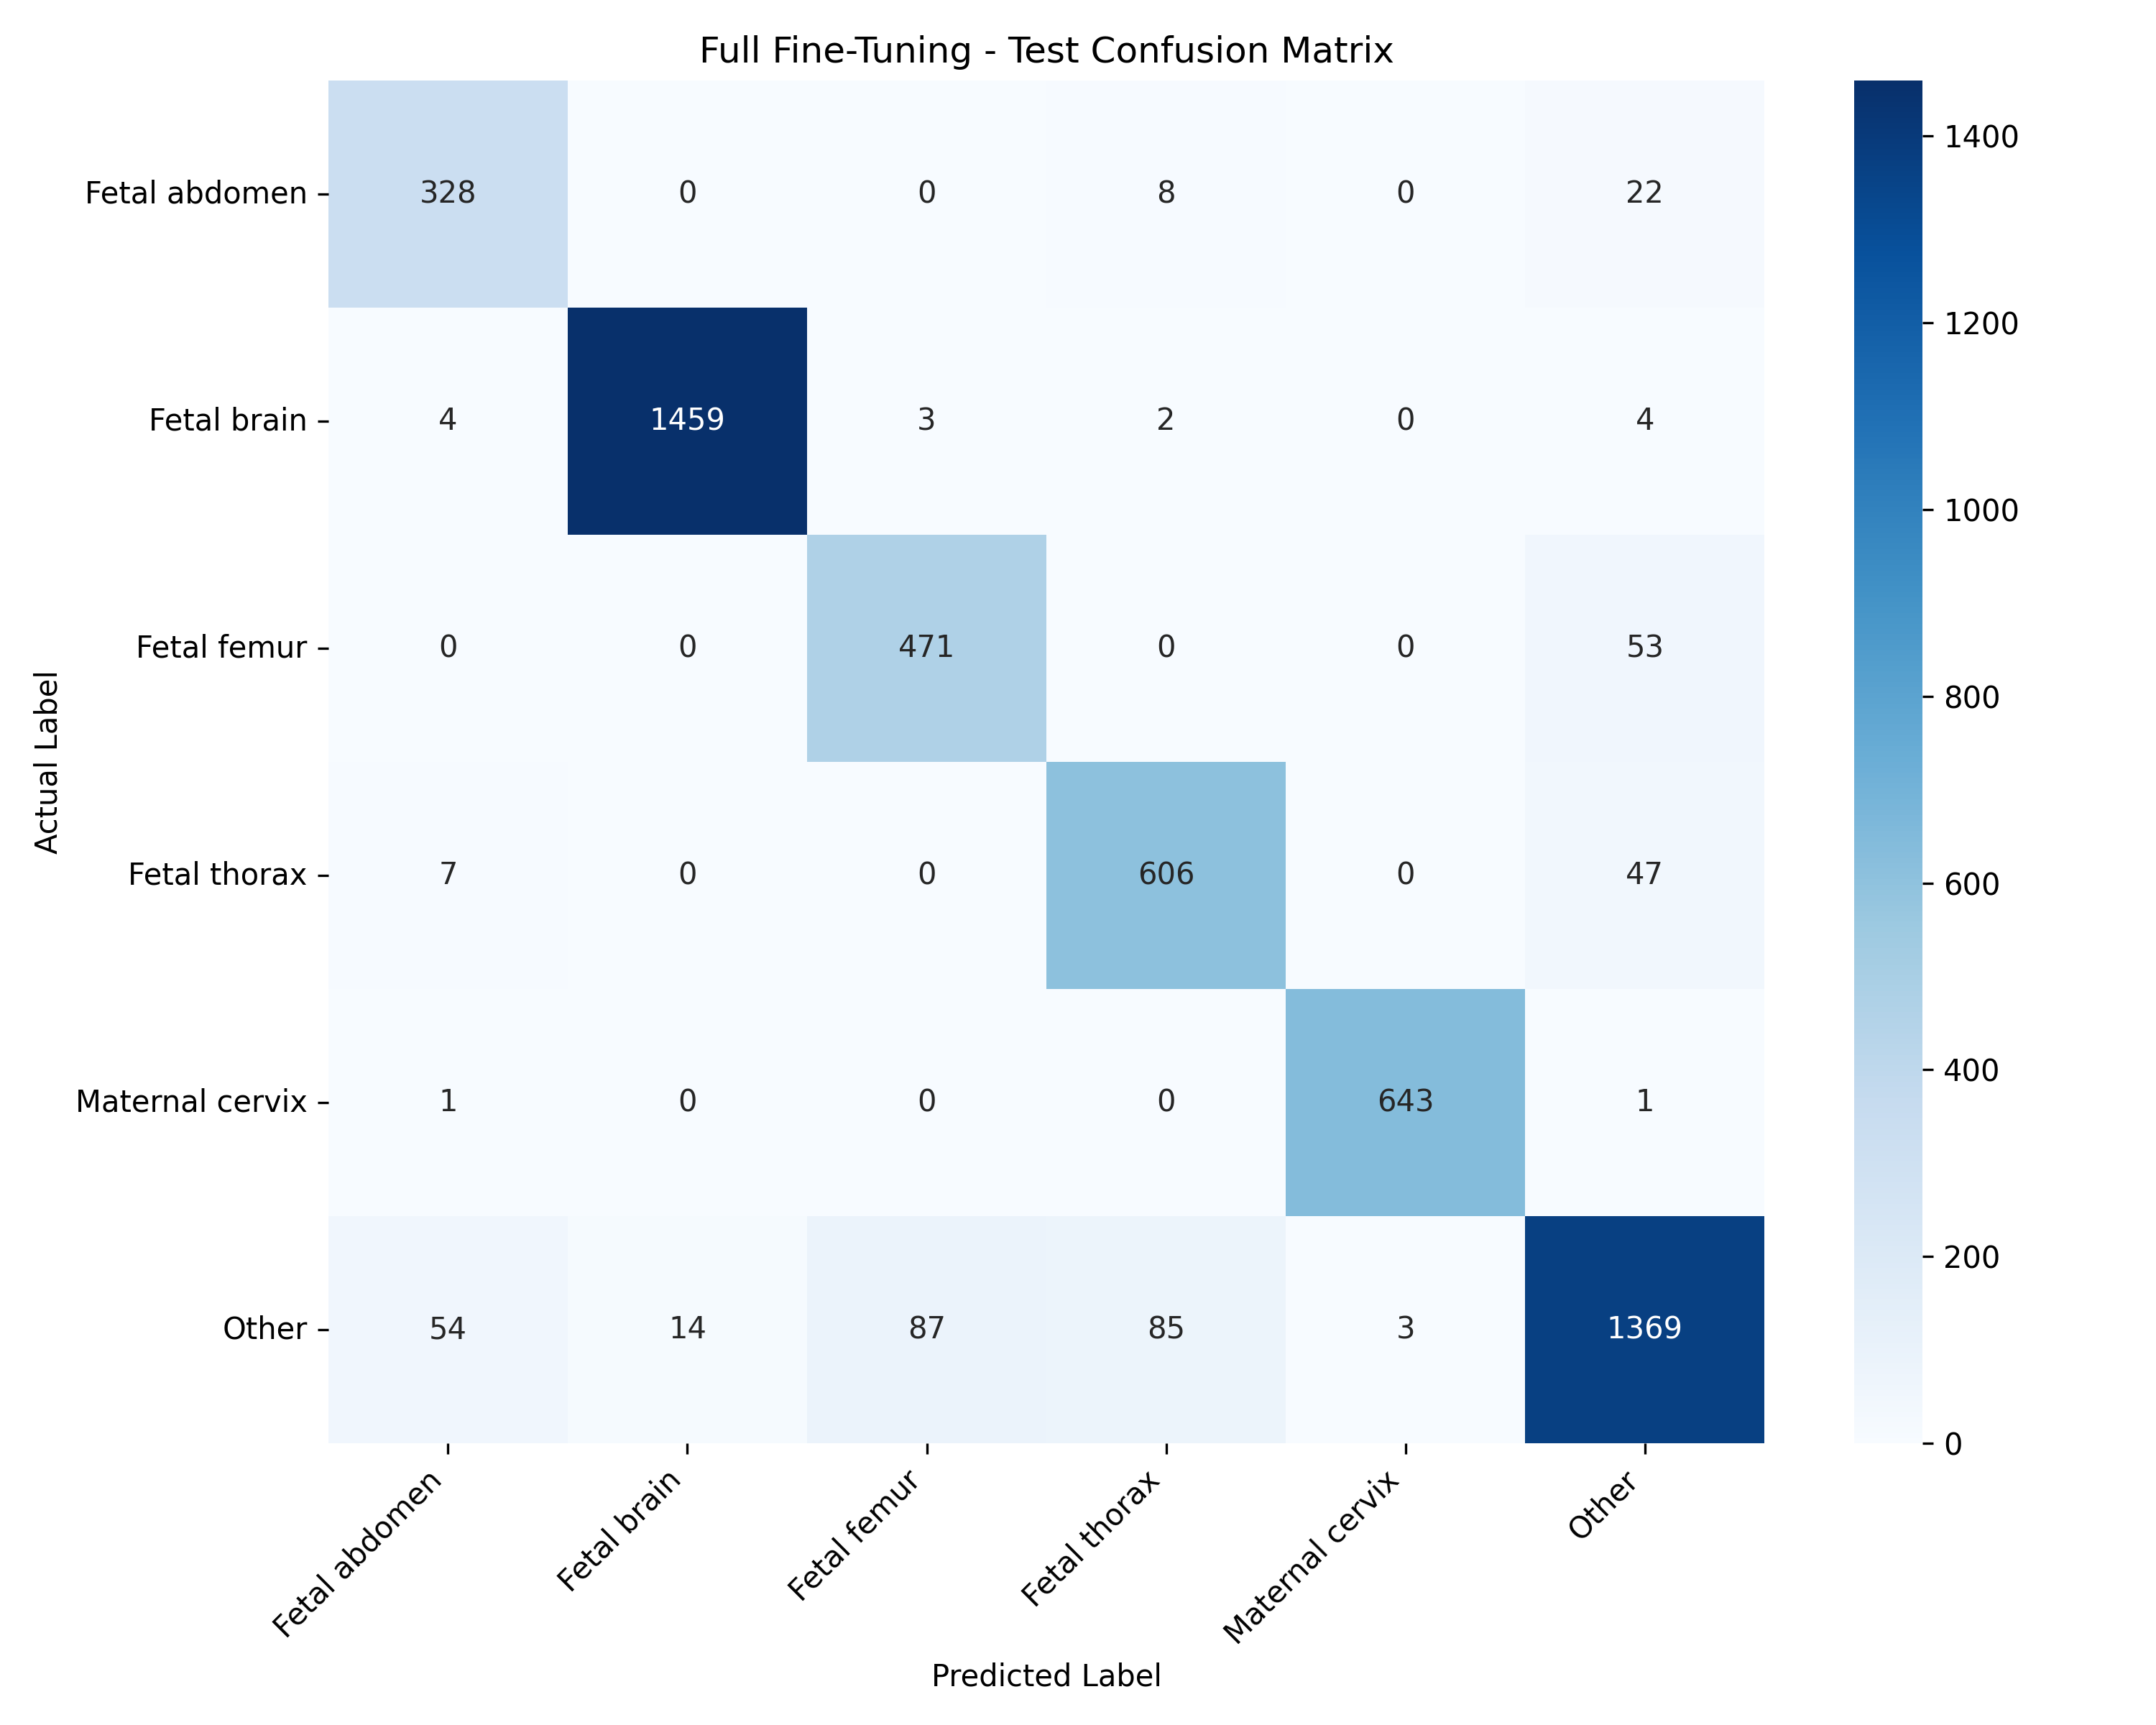 Full Fine-Tuning - Test Confusion Matrix
Fetal abdomen 328 0 0 8 0 22
Fetal brain 4 1459 3 2 0 4
Fetal femur 0 0 471 0 0 53
Fetal thorax 7 0 0 606 0 47
Maternal cervix 1 0 0 0 643 1
Other 54 14 87 85 3 1369
Actual Label
Fetal abdomen Fetal brain Fetal femur Fetal thorax Maternal cervix Other
Predicted Label
1400
1200
1000
800
600
400
200
0